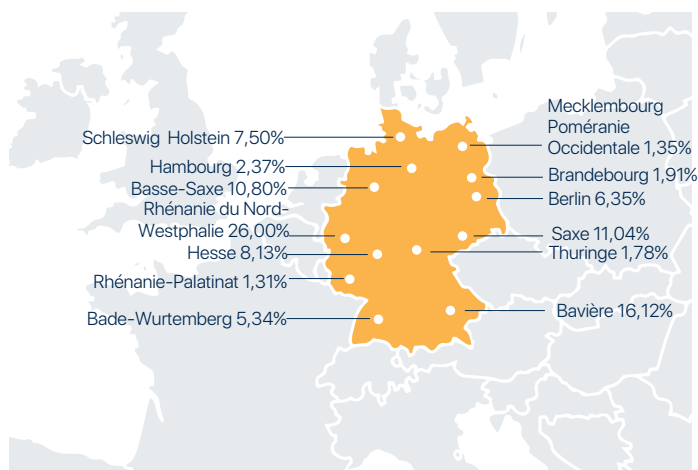 Schleswig Holstein 7,50%
Hambourg 2,37%
Basse-Saxe 10,80%
Rhénanie du Nord-
Westphalie 26,00%
Hesse 8,13%
Rhénanie-Palatinat 1,31%
Bade-Wurtemberg 5,34%
Mecklembourg
Poméranie
Occidentale 1,35%
Brandebourg 1,91%
Berlin 6,35%
Saxe 11,04%
Thuringe 1,78%
Bavière 16,12%